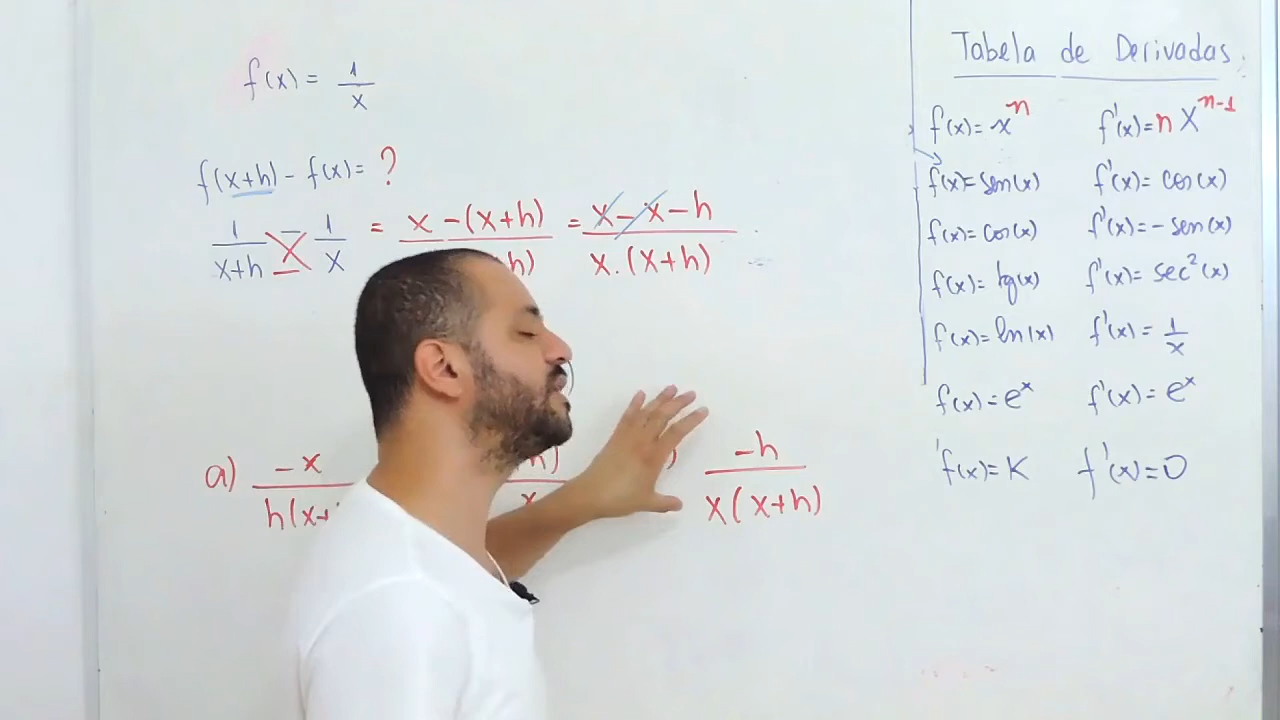 f(x) = 1/x
f(x+h) - f(x) = ?
1/(x+h) - 1/x = x-(x+h)/ h) = x-x-h/x.(x+h) =
a) -x/h(x+ h)/x ) -h/x(x+h)
Tabela de Derivadas
f(x)= x^n f'(x)= n x^(n-1)
f(x)= sen(x) f'(x)= cos(x)
f(x)= cos(x) f'(x)= -sen(x)
f(x)= tg(x) f'(x)= sec²(x)
f(x)= ln(x) f'(x)= 1/x
f(x)= e^x f'(x)= e^x
f(x)= K f'(x)= 0